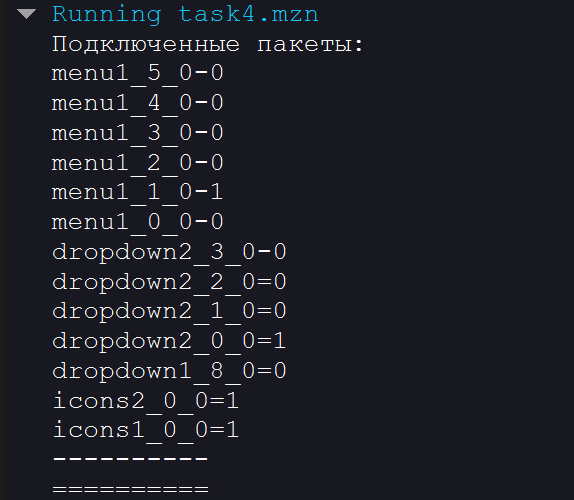 Running task4.mzn
Подключенные пакеты:
menu1_5_0-0
menu1_4_0-0
menu1_3_0-0
menu1_2_0-0
menu1_1_0-1
menu1_0_0-0
dropdown2_3_0-0
dropdown2_2_0=0
dropdown2_1_0=0
dropdown2_0_0=1
dropdown1_8_0=0
icons2_0_0=1
icons1_0_0=1
----------
==========